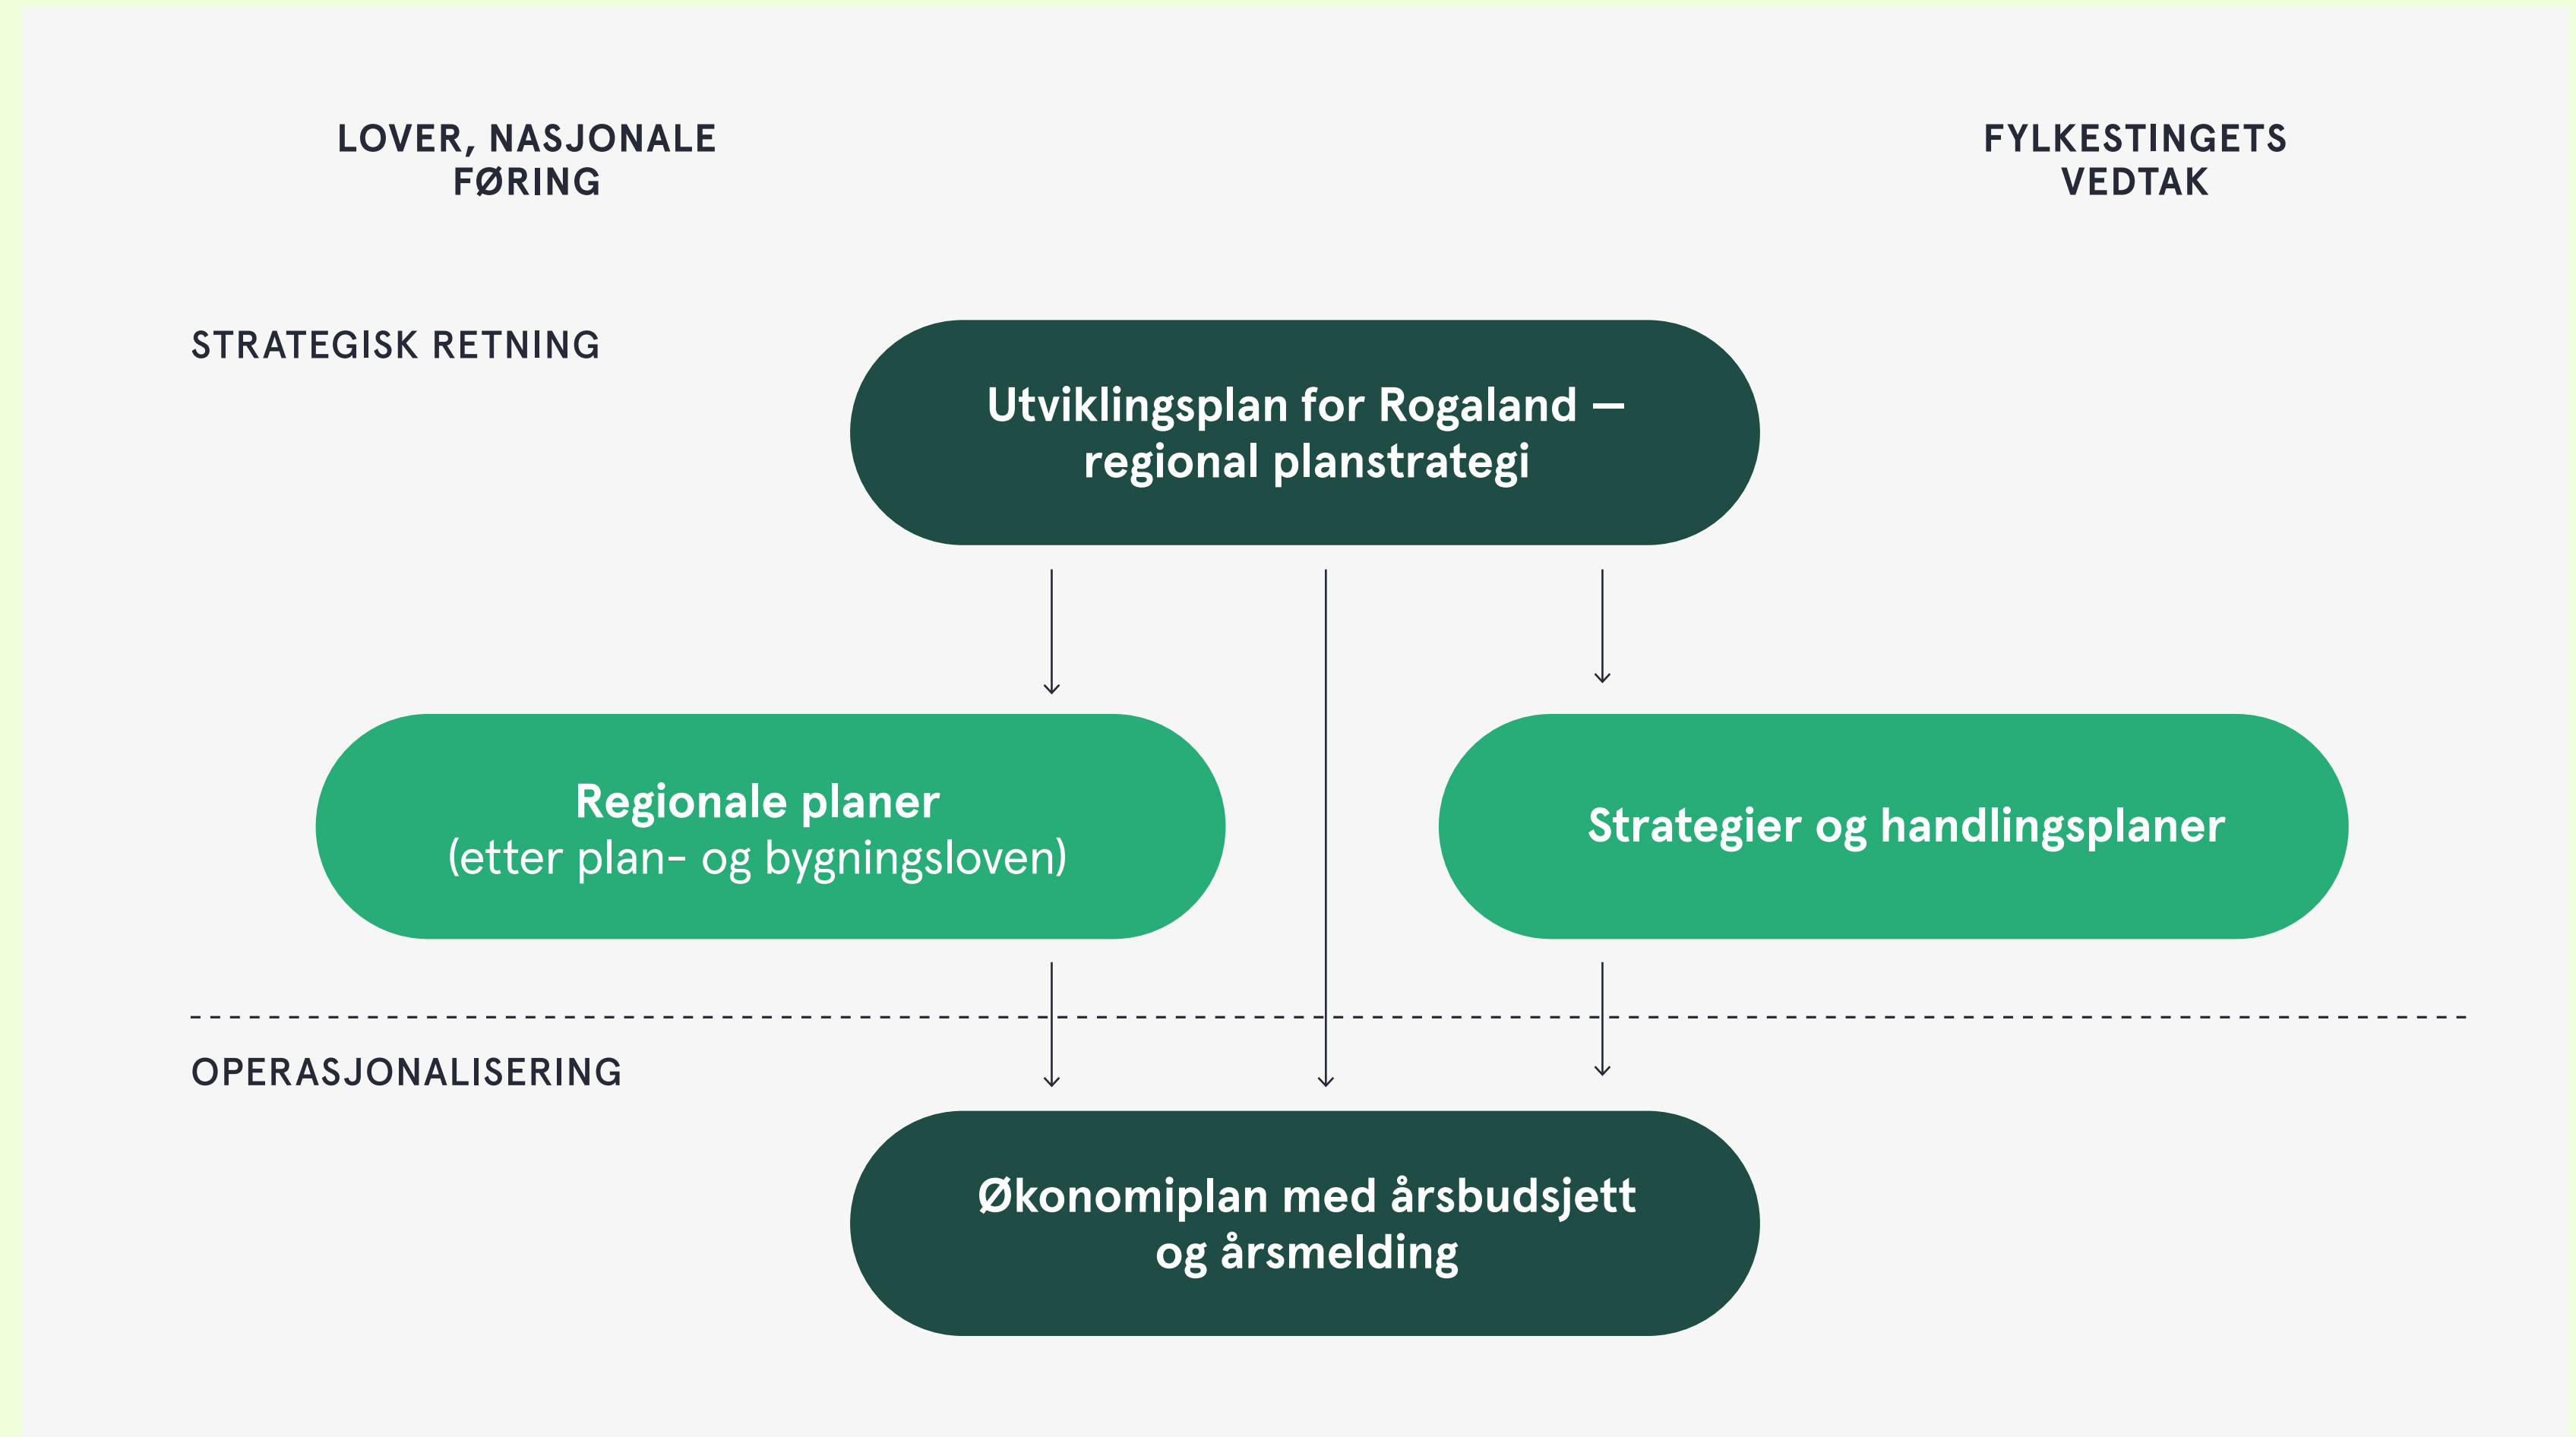 LOVER, NASJONALE
FØRING
FYLKESTINGETS
VEDTAK
STRATEGISK RETNING
Utviklingsplan for Rogaland —
regional planstrategi
Regionale planer
(etter plan- og bygningsloven)
Strategier og handlingsplaner
OPERASJONALISERING
Økonomiplan med årsbudsjett
og årsmelding